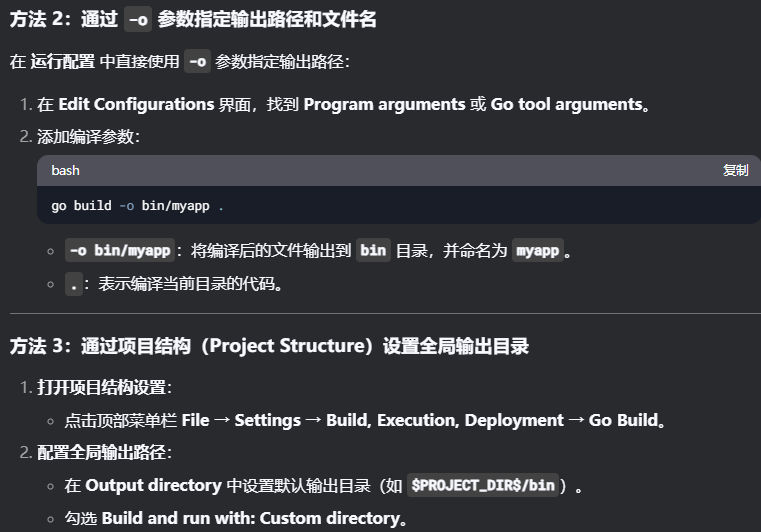 方法 2：通过 -o 参数指定输出路径和文件名
在 运行配置 中直接使用 -o 参数指定输出路径：
1. 在 Edit Configurations 界面，找到 Program arguments 或 Go tool arguments。
2. 添加编译参数：
bash 复制
go build -o bin/myapp .
-o bin/myapp：将编译后的文件输出到 bin 目录，并命名为 myapp。
.：表示编译当前目录的代码。
方法 3：通过项目结构（Project Structure）设置全局输出目录
1. 打开项目结构设置：
点击顶部菜单栏 File → Settings → Build, Execution, Deployment → Go Build。
2. 配置全局输出路径：
在 Output directory 中设置默认输出目录（如 $PROJECT_DIR$/bin）。
勾选 Build and run with: Custom directory。